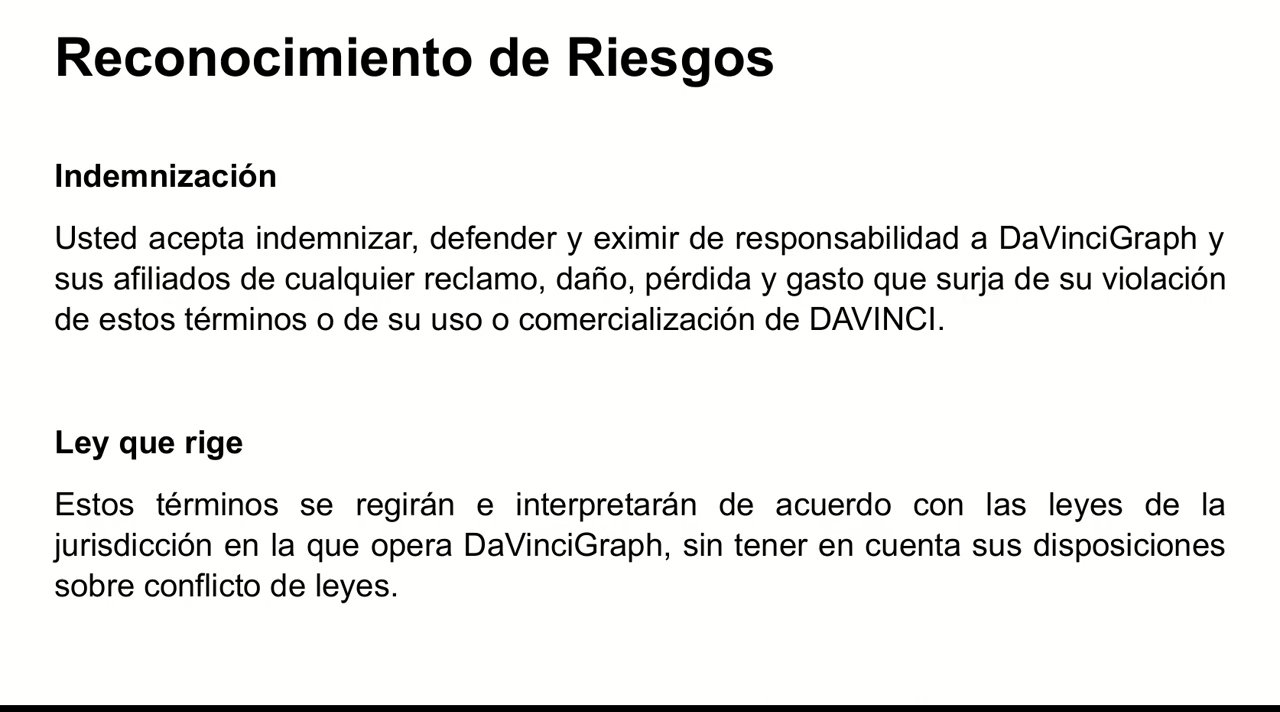 Reconocimiento de Riesgos
Indemnización
Usted acepta indemnizar, defender y eximir de responsabilidad a DaVinciGraph y
sus afiliados de cualquier reclamo, daño, pérdida y gasto que surja de su violación
de estos términos o de su uso o comercialización de DAVINCI.
Ley que rige
Estos términos se regirán e interpretarán de acuerdo con las leyes de la
jurisdicción en la que opera DaVinciGraph, sin tener en cuenta sus disposiciones
sobre conflicto de leyes.